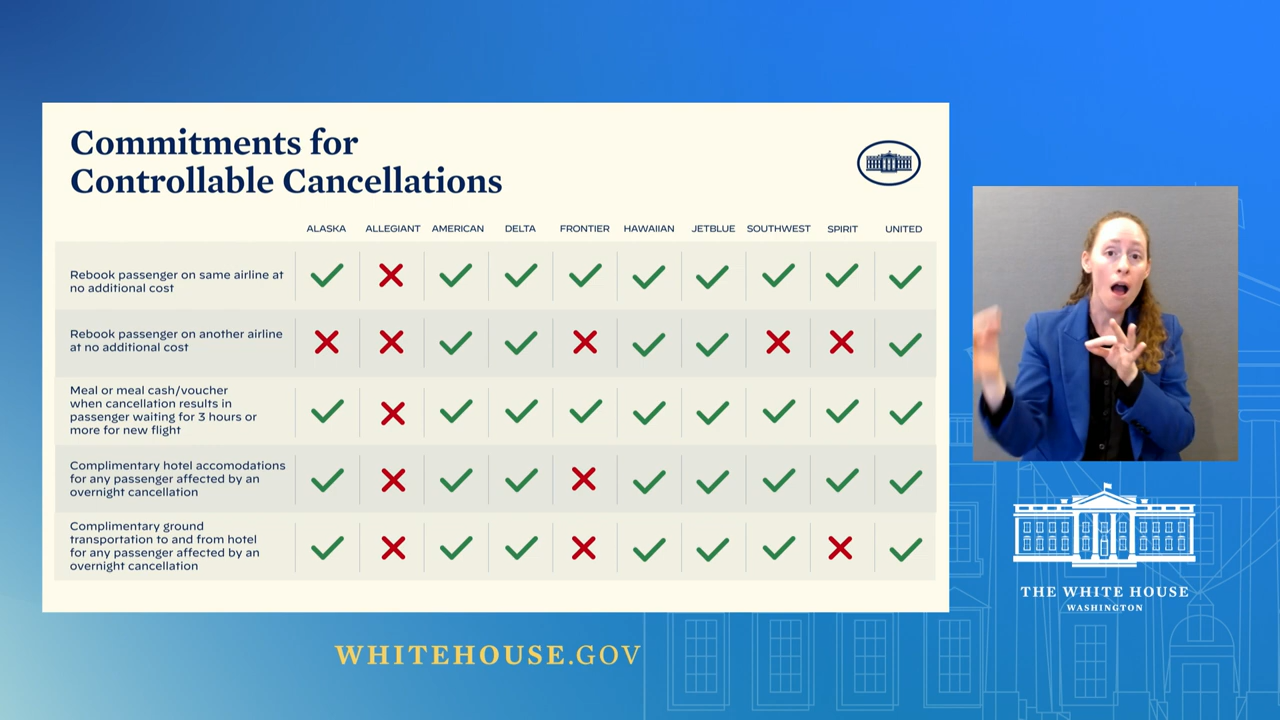 Commitments for
Controllable Cancellations
ALASKA ALLEGIANT AMERICAN DELTA FRONTIER HAWAIIAN JETBLUE SOUTHWEST SPIRIT UNITED
Rebook passenger on same airline at
no additional cost
Rebook passenger on another airline
at no additional cost
Meal or meal cash/voucher
when cancellation results in
passenger waiting for 3 hours or
more for new flight
Complimentary hotel accomodations
for any passenger affected by an
overnight cancellation
Complimentary ground
transportation to and from hotel
for any passenger affected by an
overnight cancellation
THE WHITE HOUSE
WASHINGTON
WHITEHOUSE.GOV